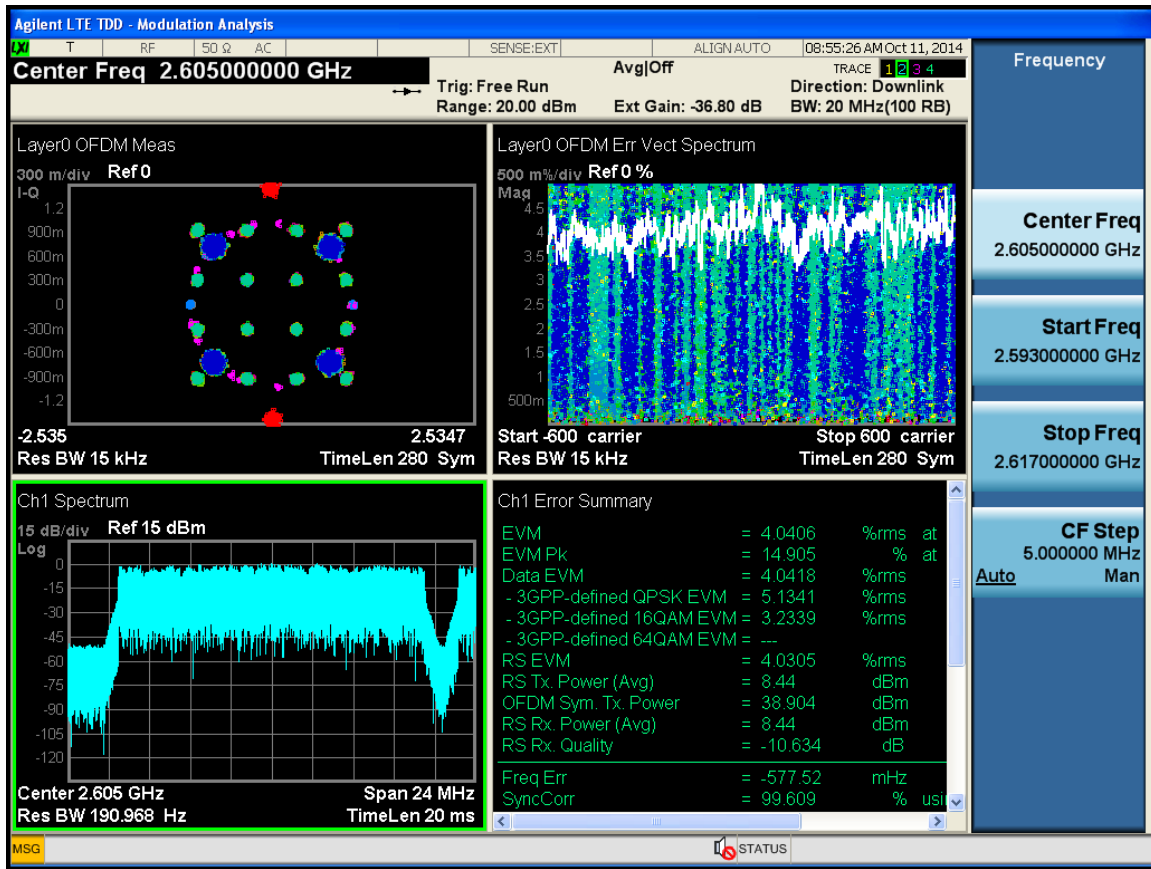 Agilent LTE TDD - Modulation Analysis
LXI T RF 50 Ω AC SENSE:EXT ALIGN AUTO 08:55:26 AM Oct 11, 2014
Center Freq 2.605000000 GHz
Trig: Free Run
Range: 20.00 dBm
Avg|Off
Ext Gain: -36.80 dB
TRACE 1 2 3 4
Direction: Downlink
BW: 20 MHz(100 RB)
Layer0 OFDM Meas
300 m/div Ref 0
I-Q
1.2
900m
600m
300m
0
-300m
-600m
-900m
-1.2
-2.535 2.5347
Res BW 15 kHz TimeLen 280 Sym
Layer0 OFDM Err Vect Spectrum
500 m%/div Ref 0 %
Mag
4.5
4
3.5
3
2.5
2
1.5
1
500m
Start -600 carrier Stop 600 carrier
Res BW 15 kHz TimeLen 280 Sym
Ch1 Spectrum
15 dB/div Ref 15 dBm
Log
0
-15
-30
-45
-60
-75
-90
-105
-120
Center 2.605 GHz Span 24 MHz
Res BW 190.968 Hz TimeLen 20 ms
Ch1 Error Summary
EVM = 4.0406 %rms at
EVM Pk = 14.905 % at
Data EVM = 4.0418 %rms
- 3GPP-defined QPSK EVM = 5.1341 %rms
- 3GPP-defined 16QAM EVM = 3.2339 %rms
- 3GPP-defined 64QAM EVM = ---
RS EVM = 4.0305 %rms
RS Tx. Power (Avg) = 8.44 dBm
OFDM Sym. Tx. Power = 38.904 dBm
RS Rx. Power (Avg) = 8.44 dBm
RS Rx. Quality = -10.634 dB
Freq Err = -577.52 mHz
SyncCorr = 99.609 % usi
Frequency
Center Freq
2.605000000 GHz
Start Freq
2.593000000 GHz
Stop Freq
2.617000000 GHz
CF Step
5.000000 MHz
Auto Man
MSG STATUS